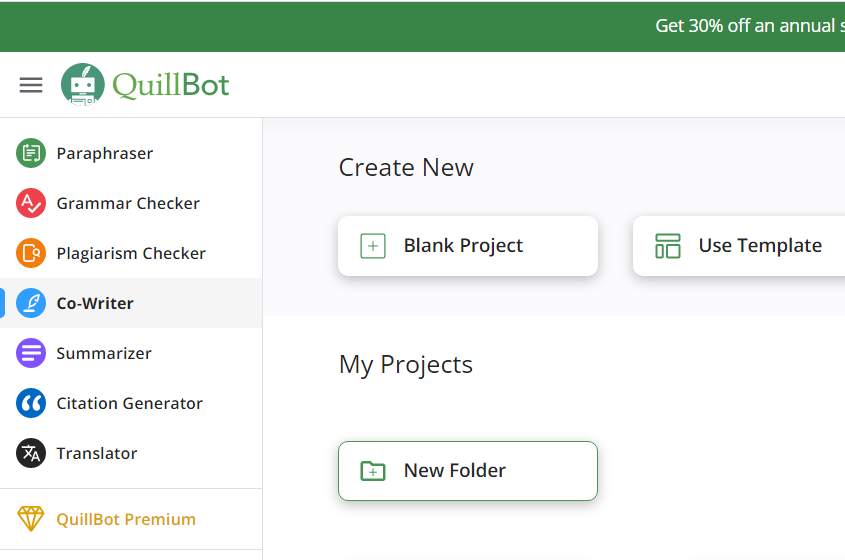 Get 30% off an annual
QuillBot
Paraphraser
Grammar Checker
Plagiarism Checker
Co-Writer
Summarizer
Citation Generator
Translator
QuillBot Premium
Create New
Blank Project
Use Template
My Projects
New Folder